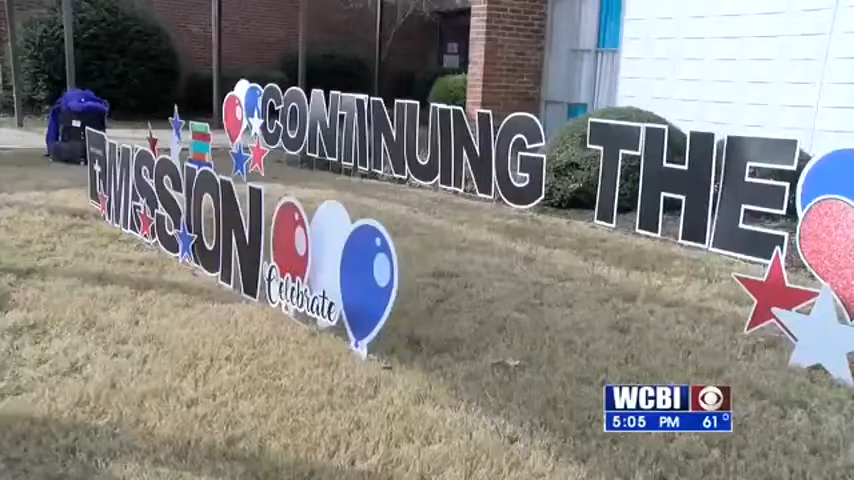 CONTINUING THE
MISSION
Celebrate
WCBI
5:05 PM 61°